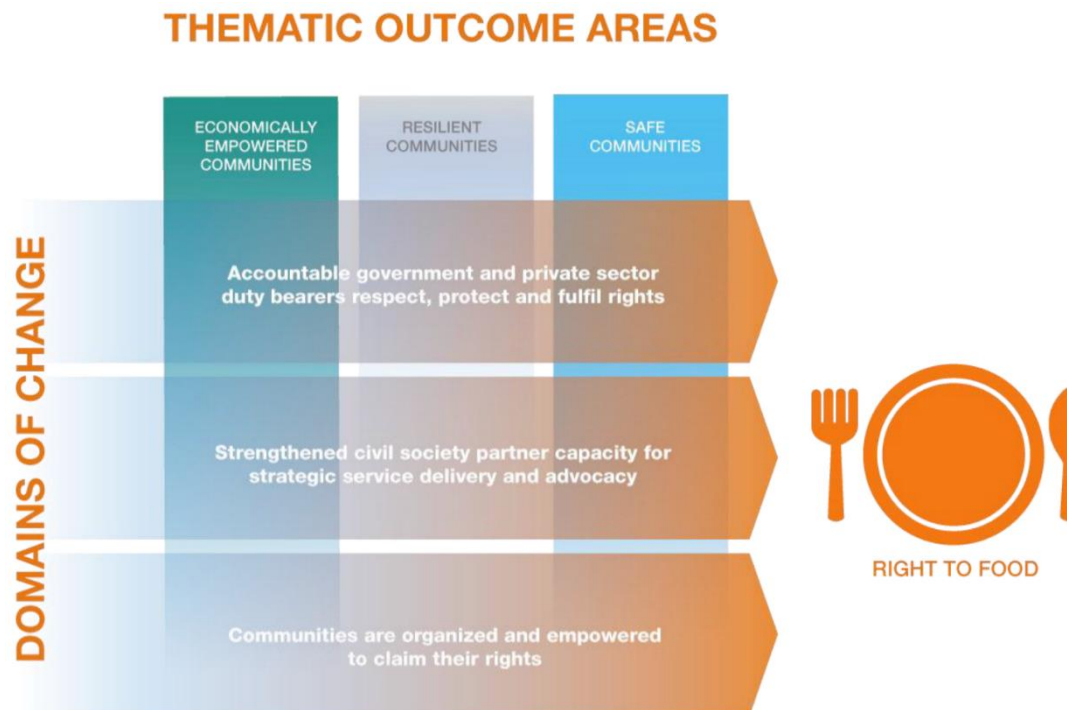 THEMATIC OUTCOME AREAS
ECONOMICALLY
EMPOWERED
COMMUNITIES
RESILIENT
COMMUNITIES
SAFE
COMMUNITIES
DOMAINS OF CHANGE
Accountable government and private sector
duty bearers respect, protect and fulfil rights
Strengthened civil society partner capacity for
strategic service delivery and advocacy
Communities are organized and empowered
to claim their rights
RIGHT TO FOOD